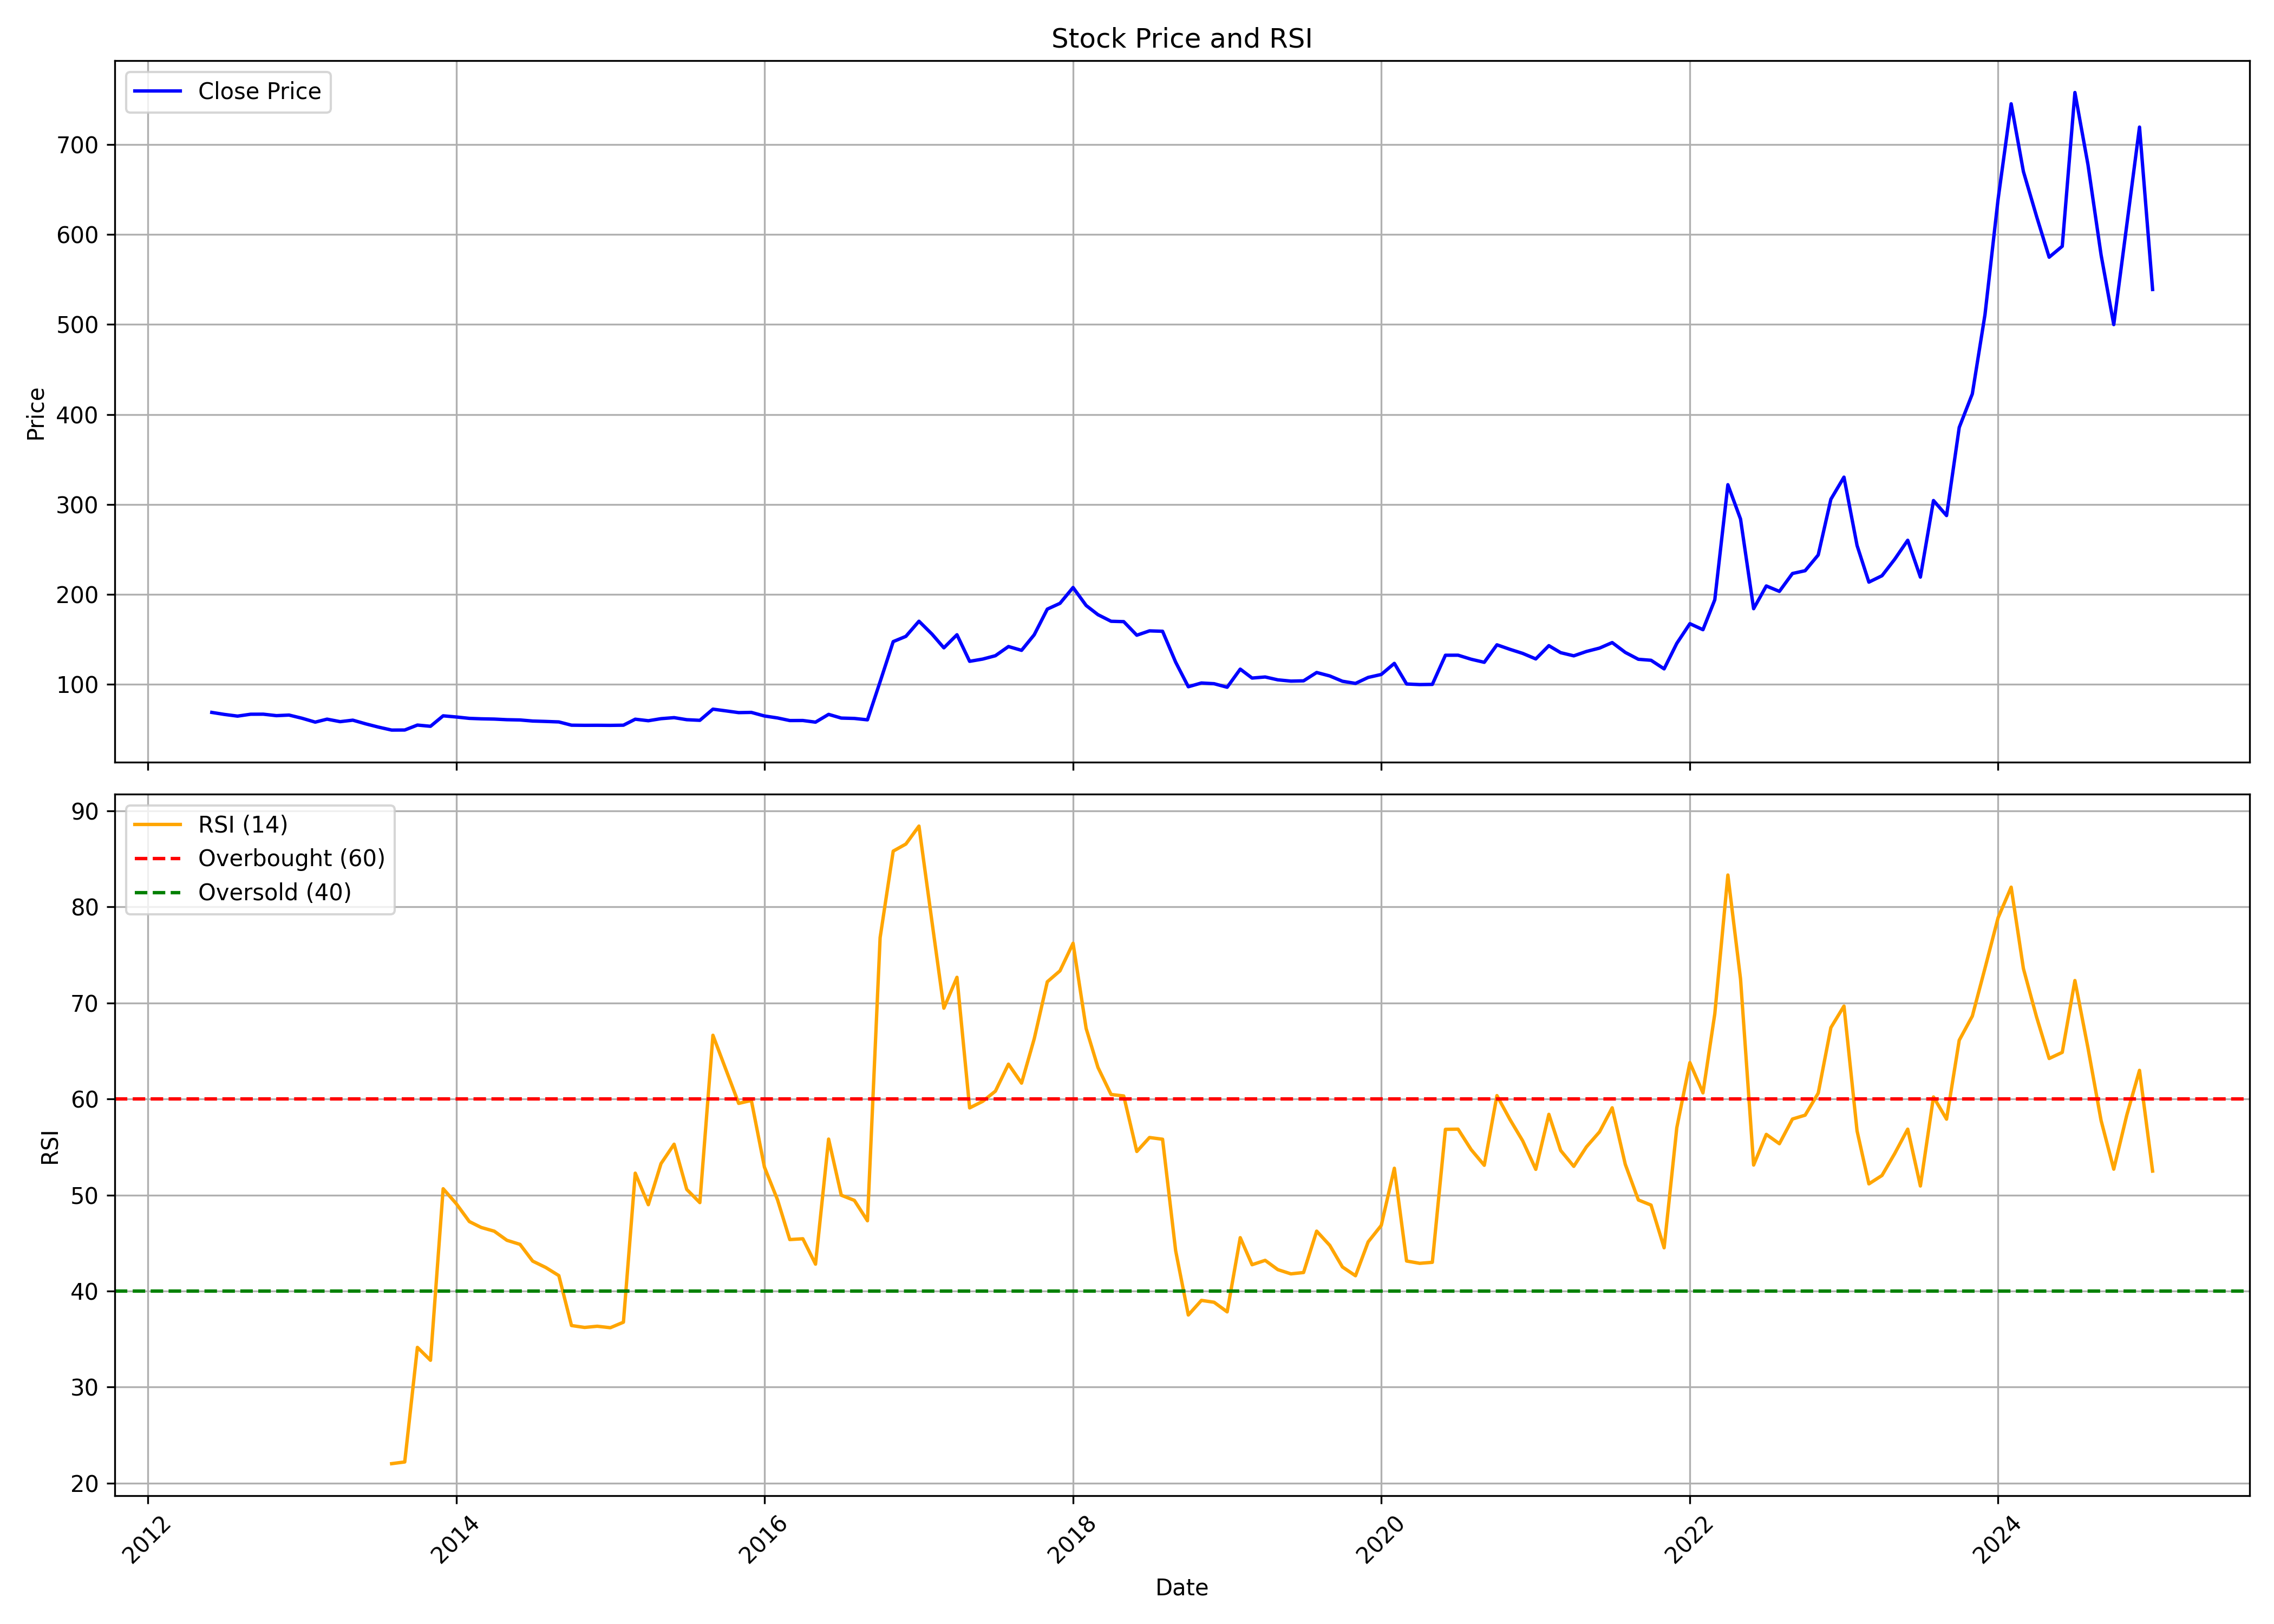 Stock Price and RSI
Close Price
700
600
500
400
300
200
100
Price
RSI (14)
Overbought (60)
Oversold (40)
90
80
70
60
50
40
30
20
RSI
2012
2014
2016
2018
2020
2022
2024
Date